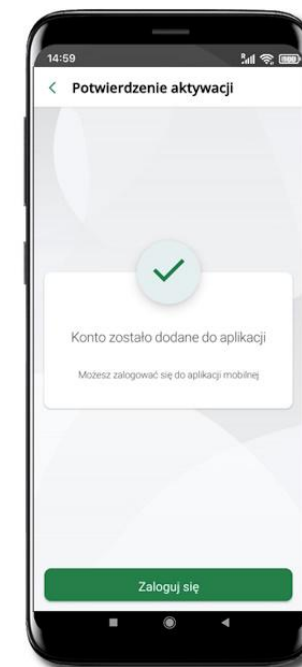 14:59
Potwierdzenie aktywacji
Konto zostało dodane do aplikacji
Możesz zalogować się do aplikacji mobilnej
Zaloguj się